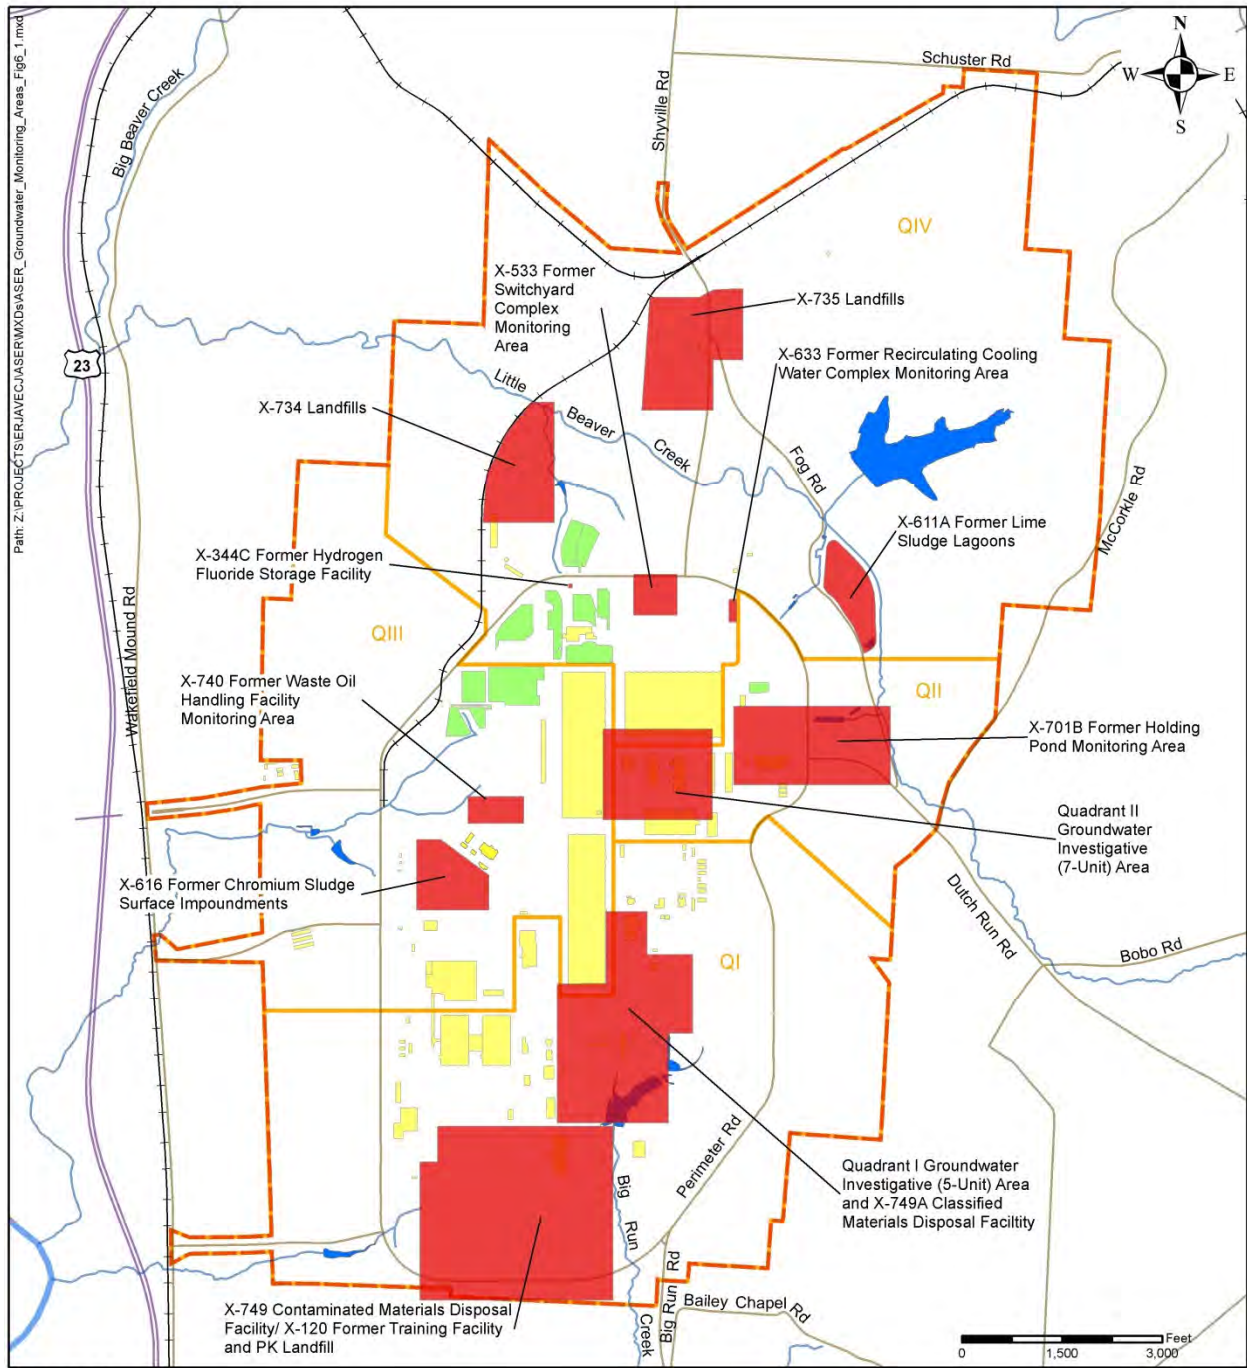 Path: Z:\PROJECTS\ERJAVECJ\ASER\MXDs\ASER_Groundwater_Monitoring_Areas_Fig6_1.mxd
N
W
E
S
Schuster Rd
Shyville Rd
Big Beaver Creek
QIV
X-533 Former
Switchyard
Complex
Monitoring
Area
X-735 Landfills
23
X-633 Former Recirculating Cooling
Water Complex Monitoring Area
Little
Beaver
Creek
X-734 Landfills
Fog Rd
McCorkle Rd
X-611A Former Lime
Sludge Lagoons
X-344C Former Hydrogen
Fluoride Storage Facility
Wakefield Mound Rd
QIII
X-740 Former Waste Oil
Handling Facility
Monitoring Area
QII
X-701B Former Holding
Pond Monitoring Area
Quadrant II
Groundwater
Investigative
(7-Unit) Area
X-616 Former Chromium Sludge
Surface Impoundments
Dutch Run Rd
Bobo Rd
QI
Perimeter Rd
Quadrant I Groundwater
Investigative (5-Unit) Area
and X-749A Classified
Materials Disposal Faciltity
Big
Run
Creek
Big Run Rd
Bailey Chapel Rd
X-749 Contaminated Materials Disposal
Facility/ X-120 Former Training Facility
and PK Landfill
Feet
0 1,500 3,000